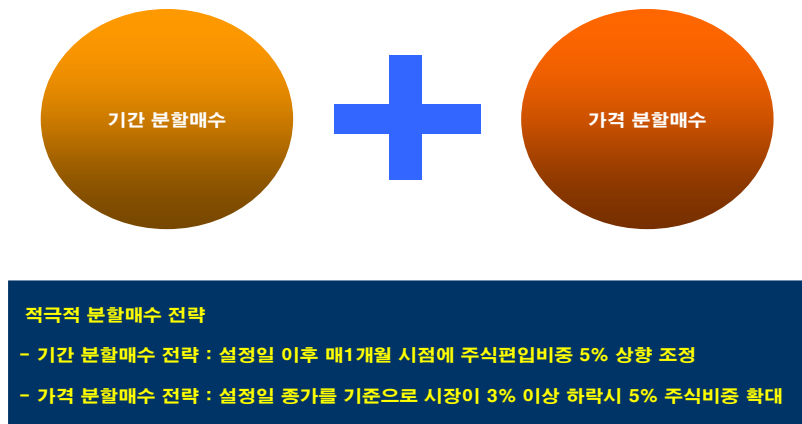 기간 분할매수
가격 분할매수
적극적 분할매수 전략
- 기간 분할매수 전략 : 설정일 이후 매1개월 시점에 주식편입비중 5% 상향 조정
- 가격 분할매수 전략 : 설정일 종가를 기준으로 시장이 3% 이상 하락시 5% 주식비중 확대